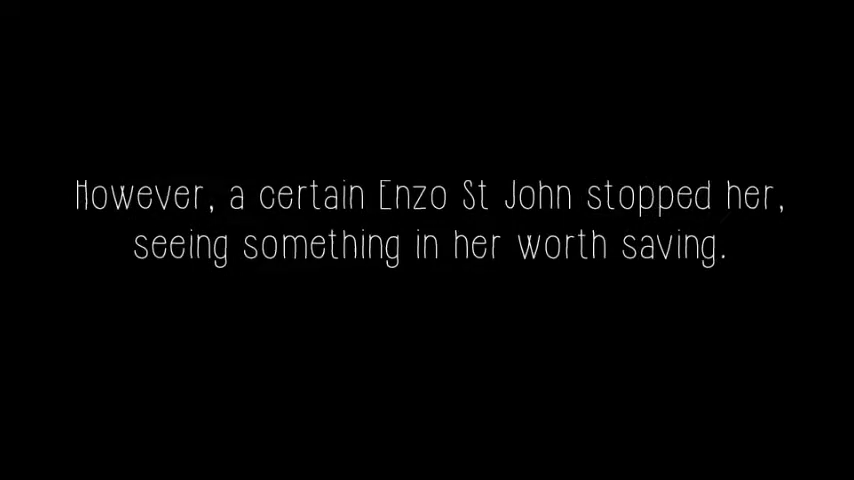 However, a certain Enzo St John stopped her,
seeing something in her worth saving.